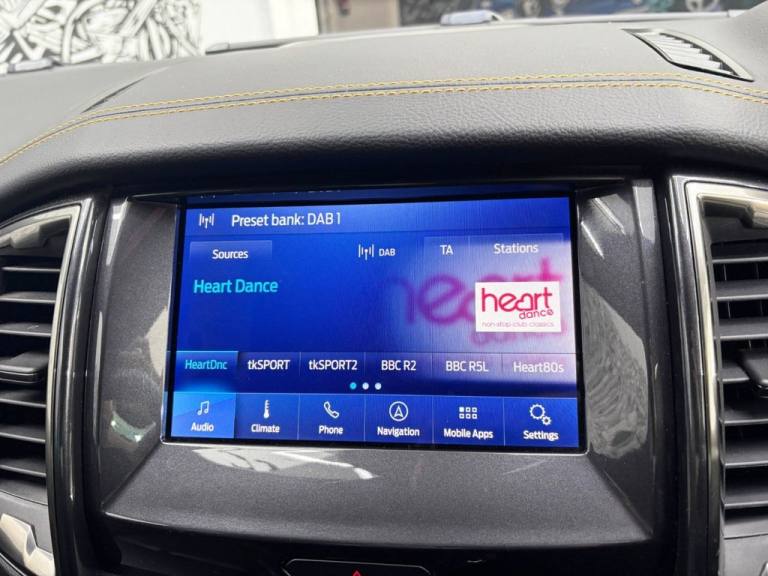 Preset bank: DAB 1
Sources
DAB
TA
Stations
Heart Dance
heart
dance
non-stop club classics
HeartDnc
tkSPORT
tkSPORT2
BBC R2
BBC R5L
Heart80s
Audio
Climate
Phone
Navigation
Mobile Apps
Settings